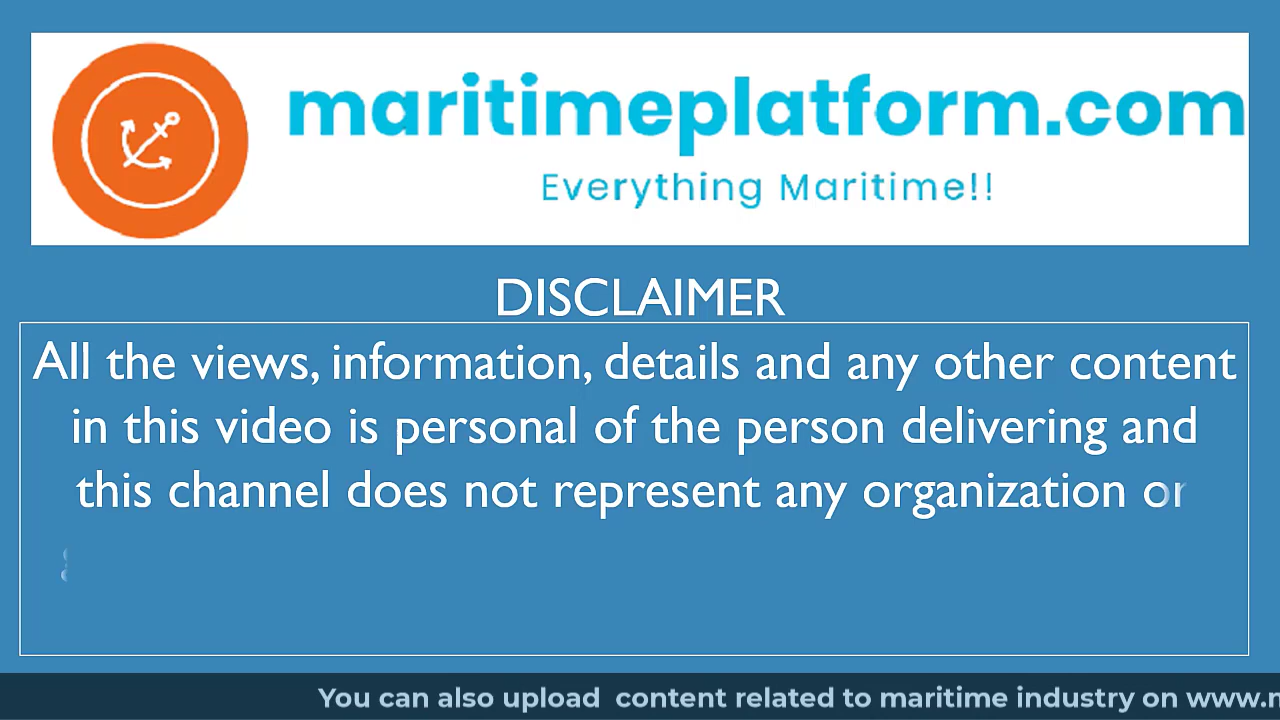 maritimeplatform.com
Everything Maritime!!
DISCLAIMER
All the views, information, details and any other content
in this video is personal of the person delivering and
this channel does not represent any organization or
You can also upload  content related to maritime industry on